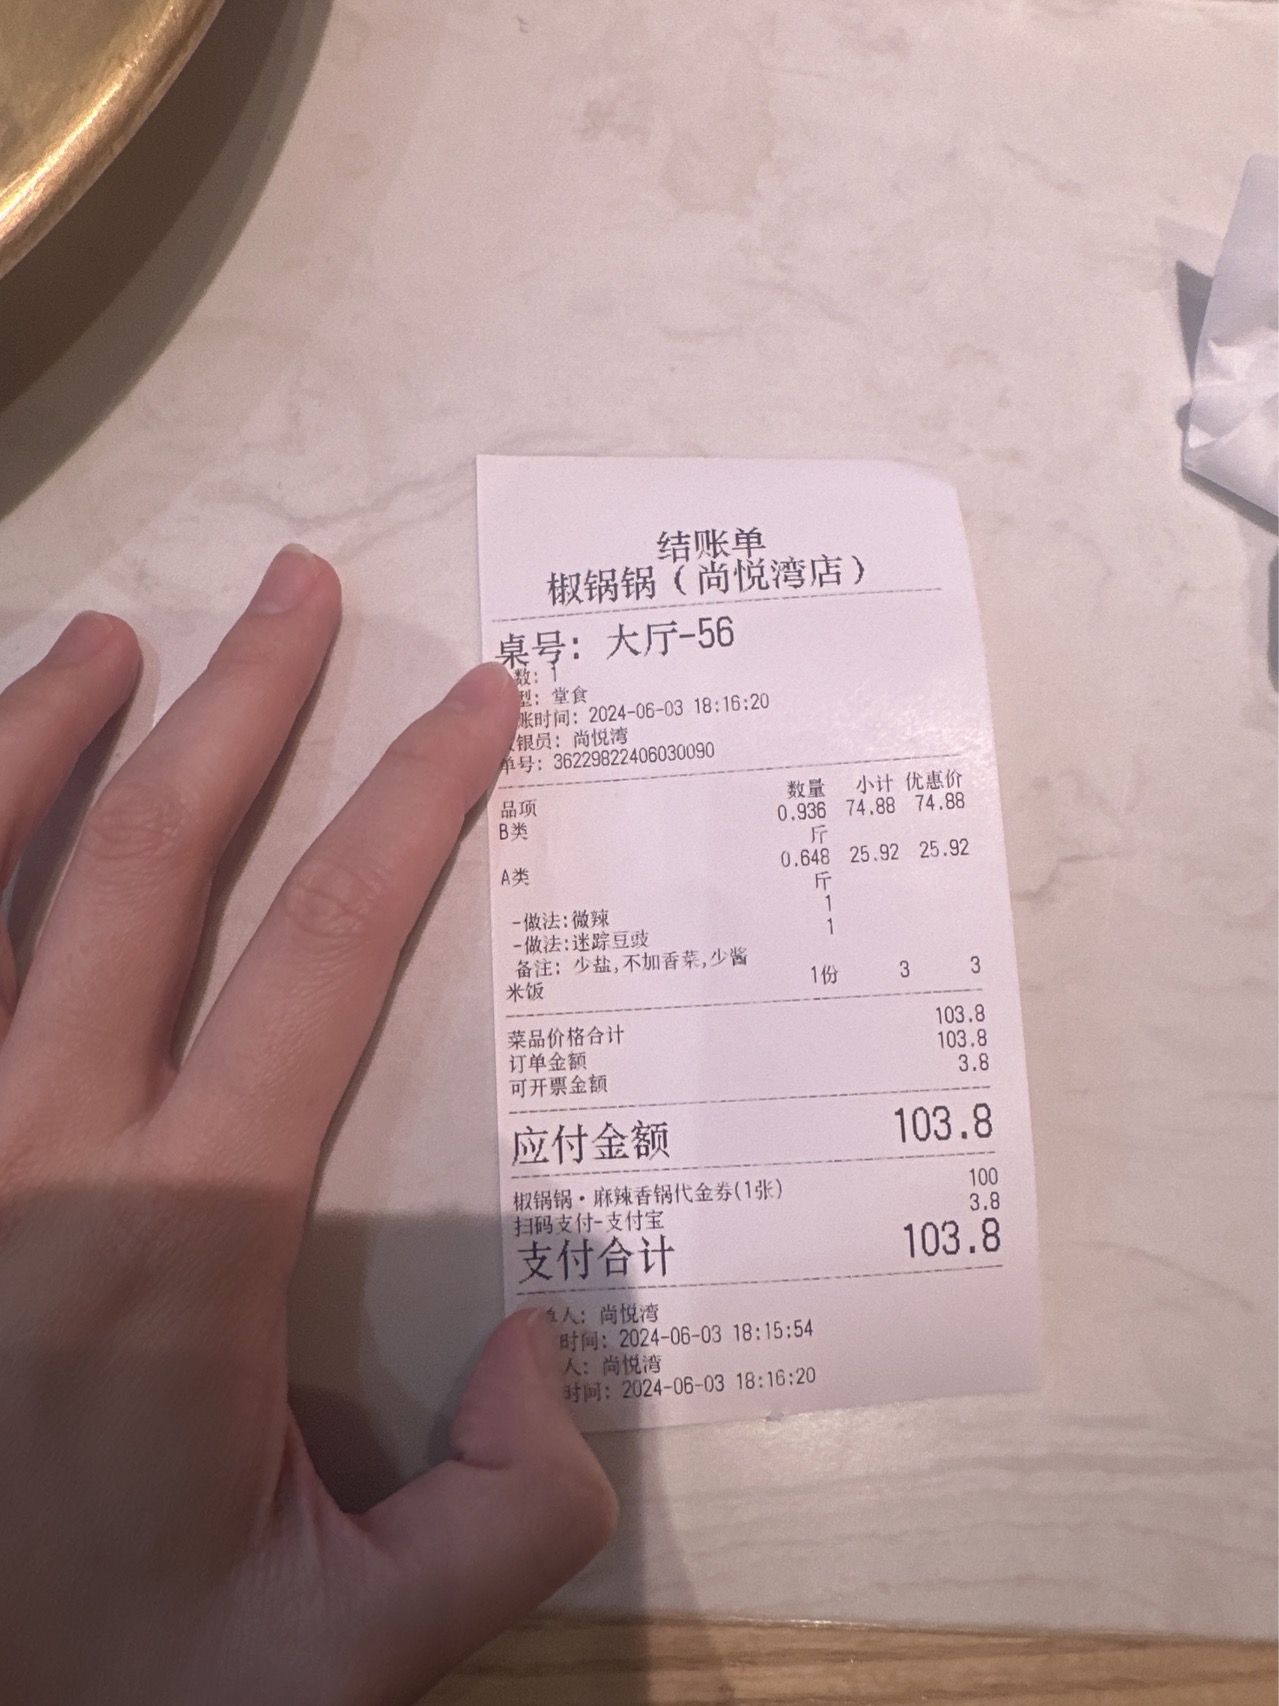 结账单
椒锅锅(尚悦湾店)
桌号: 大厅-56
数: 1
型: 堂食
账时间: 2024-06-03 18:16:20
银员: 尚悦湾
单号: 36229822406030090
品项 数量 小计 优惠价
B类 0.936 74.88 74.88
斤
A类 0.648 25.92 25.92
斤
-做法:微辣 1
-做法:迷踪豆豉 1
备注: 少盐,不加香菜,少酱
米饭 1份 3 3
菜品价格合计 103.8
订单金额 103.8
可开票金额 3.8
应付金额 103.8
椒锅锅·麻辣香锅代金券(1张) 100
扫码支付-支付宝 3.8
支付合计 103.8
单人: 尚悦湾
时间: 2024-06-03 18:15:54
人: 尚悦湾
时间: 2024-06-03 18:16:20